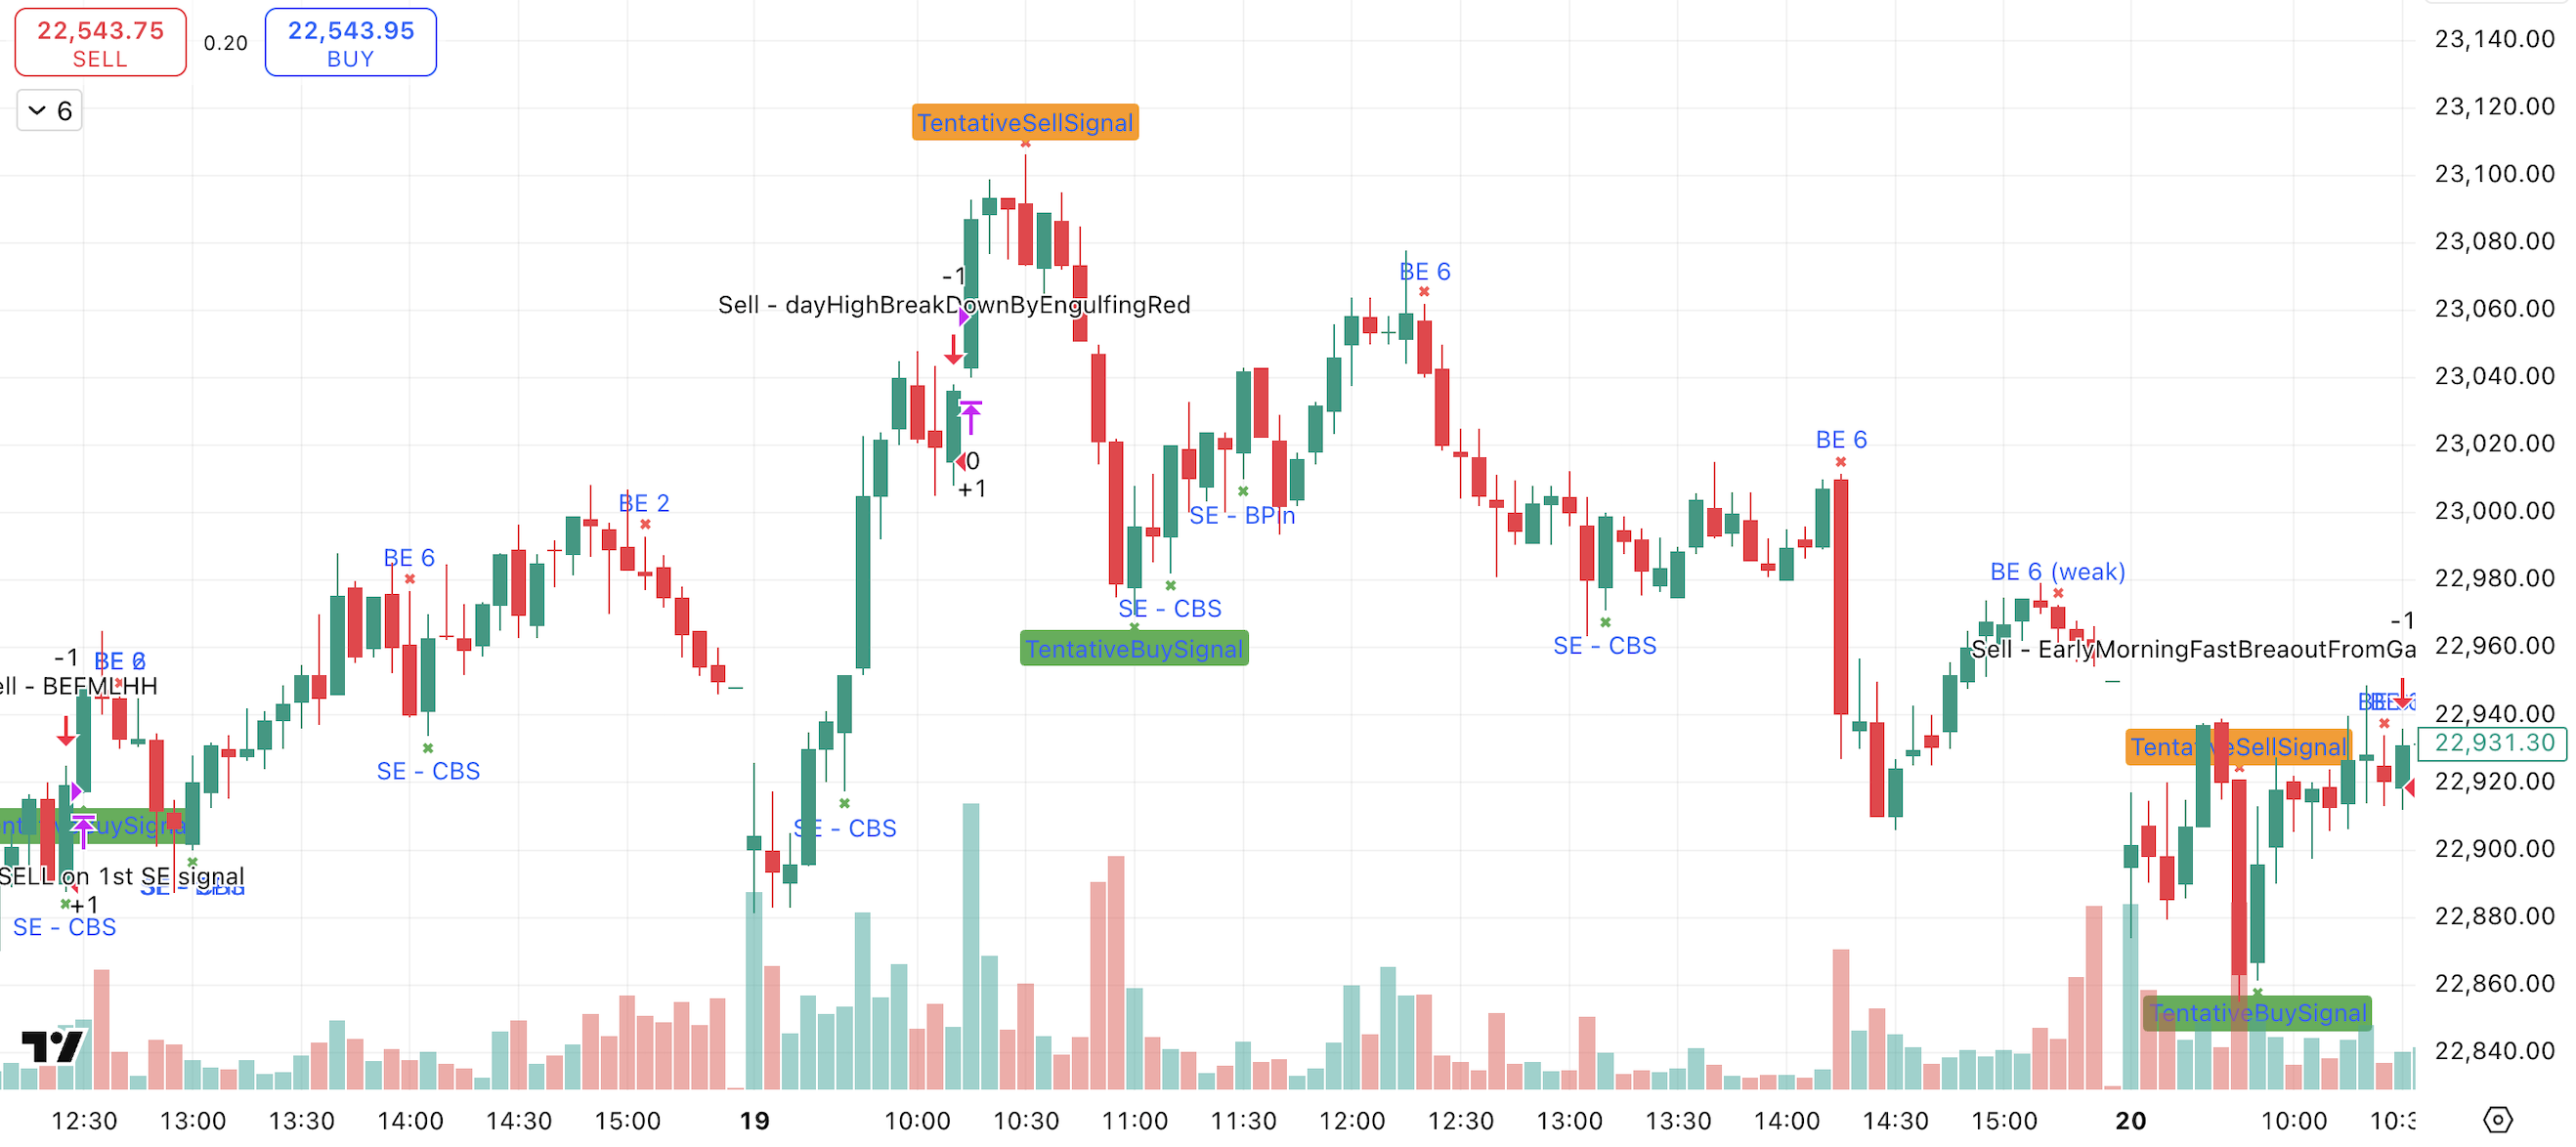 22,543.75
SELL
0.20
22,543.95
BUY
6
23,140.00
23,120.00
TentativeSellSignal
23,100.00
23,080.00
-1
BE 6
Sell - dayHighBreakDownByEngulfingRed
23,060.00
23,040.00
BE 6
23,020.00
0
+1
BE 2
SE - BPin
23,000.00
BE 6
BE 6 (weak)
22,980.00
SE - CBS
-1
TentativeBuySignal
SE - CBS
Sell - EarlyMorningFastBreaoutFromGa
22,960.00
-1
BE
ell - BEFMLHH
22,940.00
TentativeSellSignal
22,931.30
SE - CBS
22,920.00
SE - CBS
22,900.00
SELL on 1st SE signal
+1
SE - CBS
22,880.00
22,860.00
TentativeBuySignal
22,840.00
12:30
13:00
13:30
14:00
14:30
15:00
19
10:00
10:30
11:00
11:30
12:00
12:30
13:00
13:30
14:00
14:30
15:00
20
10:00